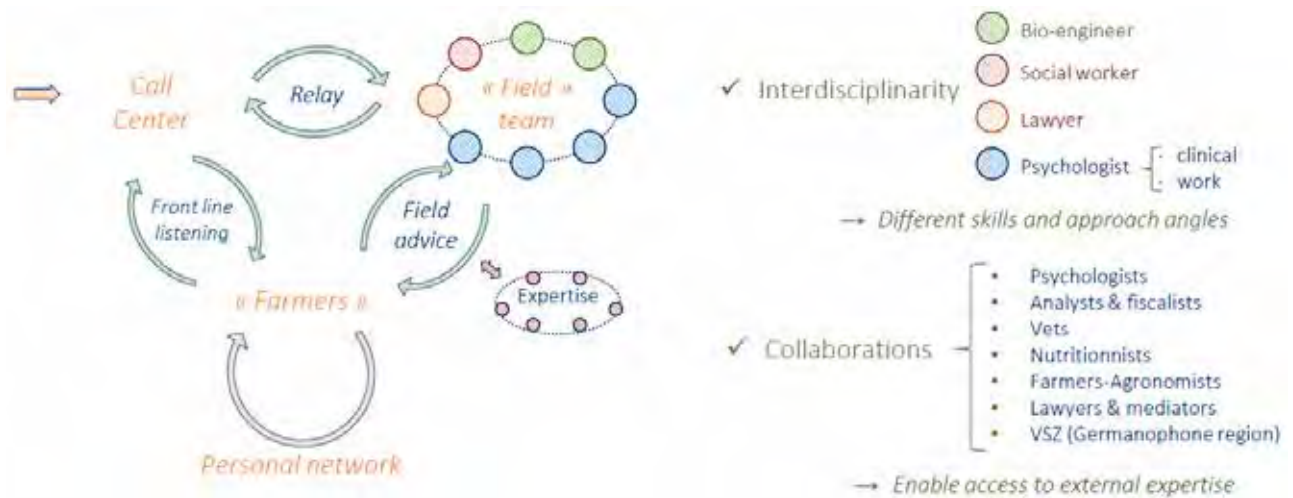 Call
Center
Relay
« Field »
team
Front line
listening
Field
advice
« Farmers »
Expertise
Personal network
✓ Interdisciplinarity
Bio-engineer
Social worker
Lawyer
Psychologist
- clinical
- work
→ Different skills and approach angles
✓ Collaborations
• Psychologists
• Analysts & fiscalists
• Vets
• Nutritionnists
• Farmers-Agronomists
• Lawyers & mediators
• VSZ (Germanophone region)
→ Enable access to external expertise